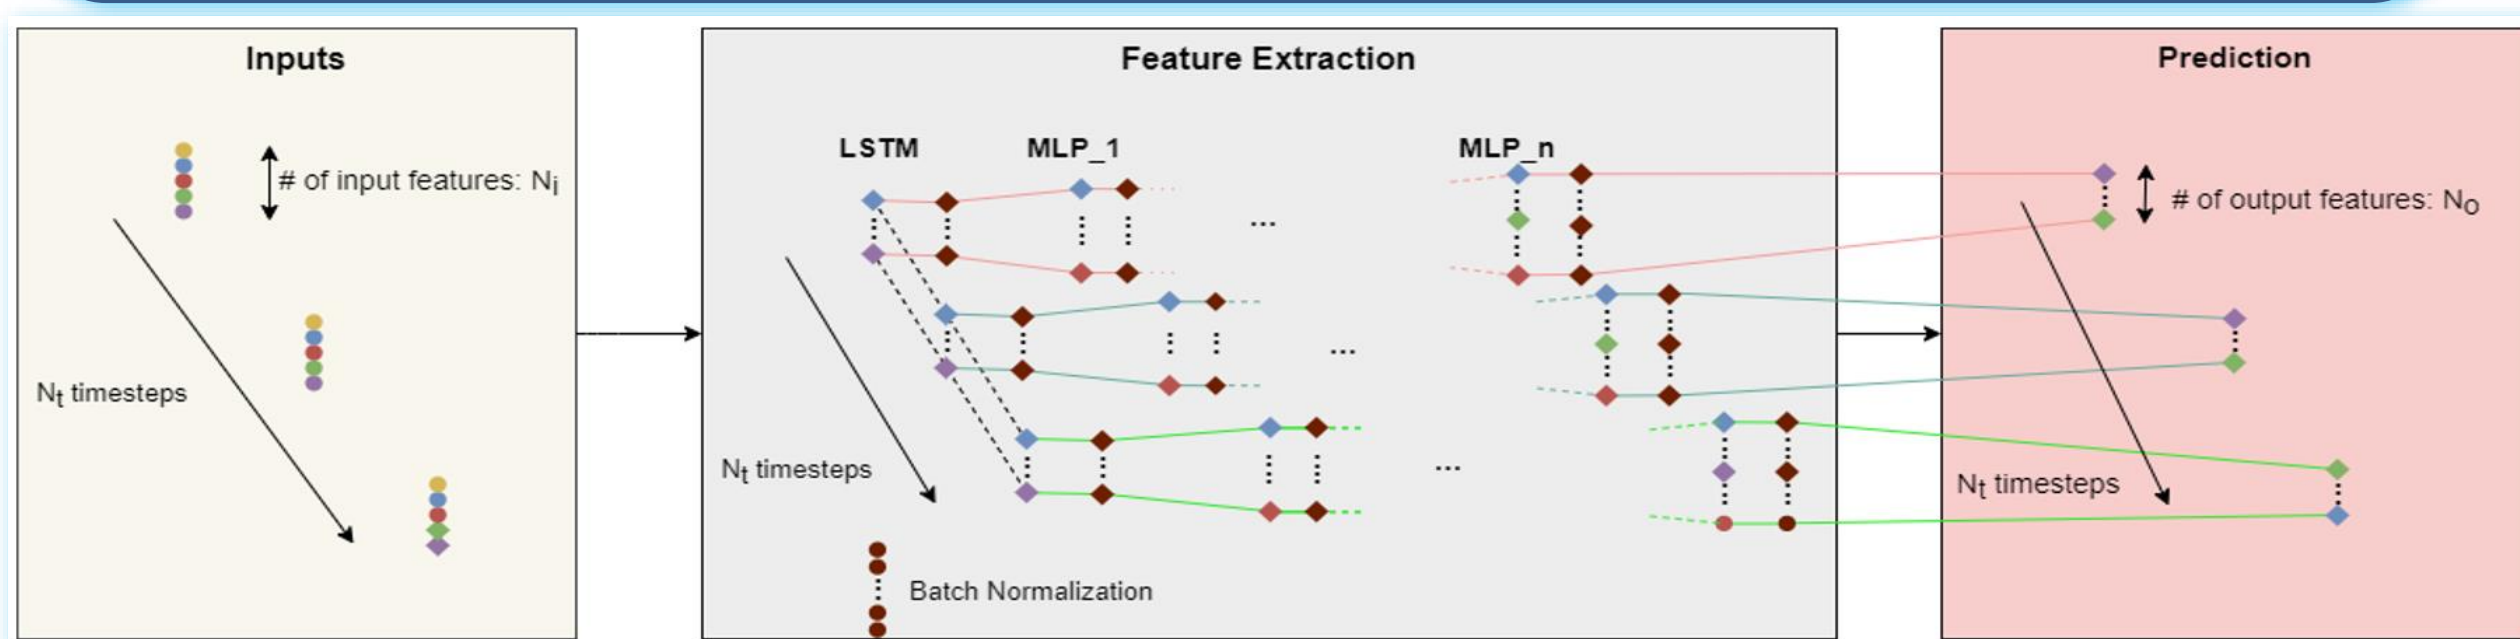 Inputs
# of input features: Ni
Nt timesteps
Feature Extraction
LSTM
MLP_1
MLP_n
...
...
...
Nt timesteps
Batch Normalization
Prediction
# of output features: No
Nt timesteps